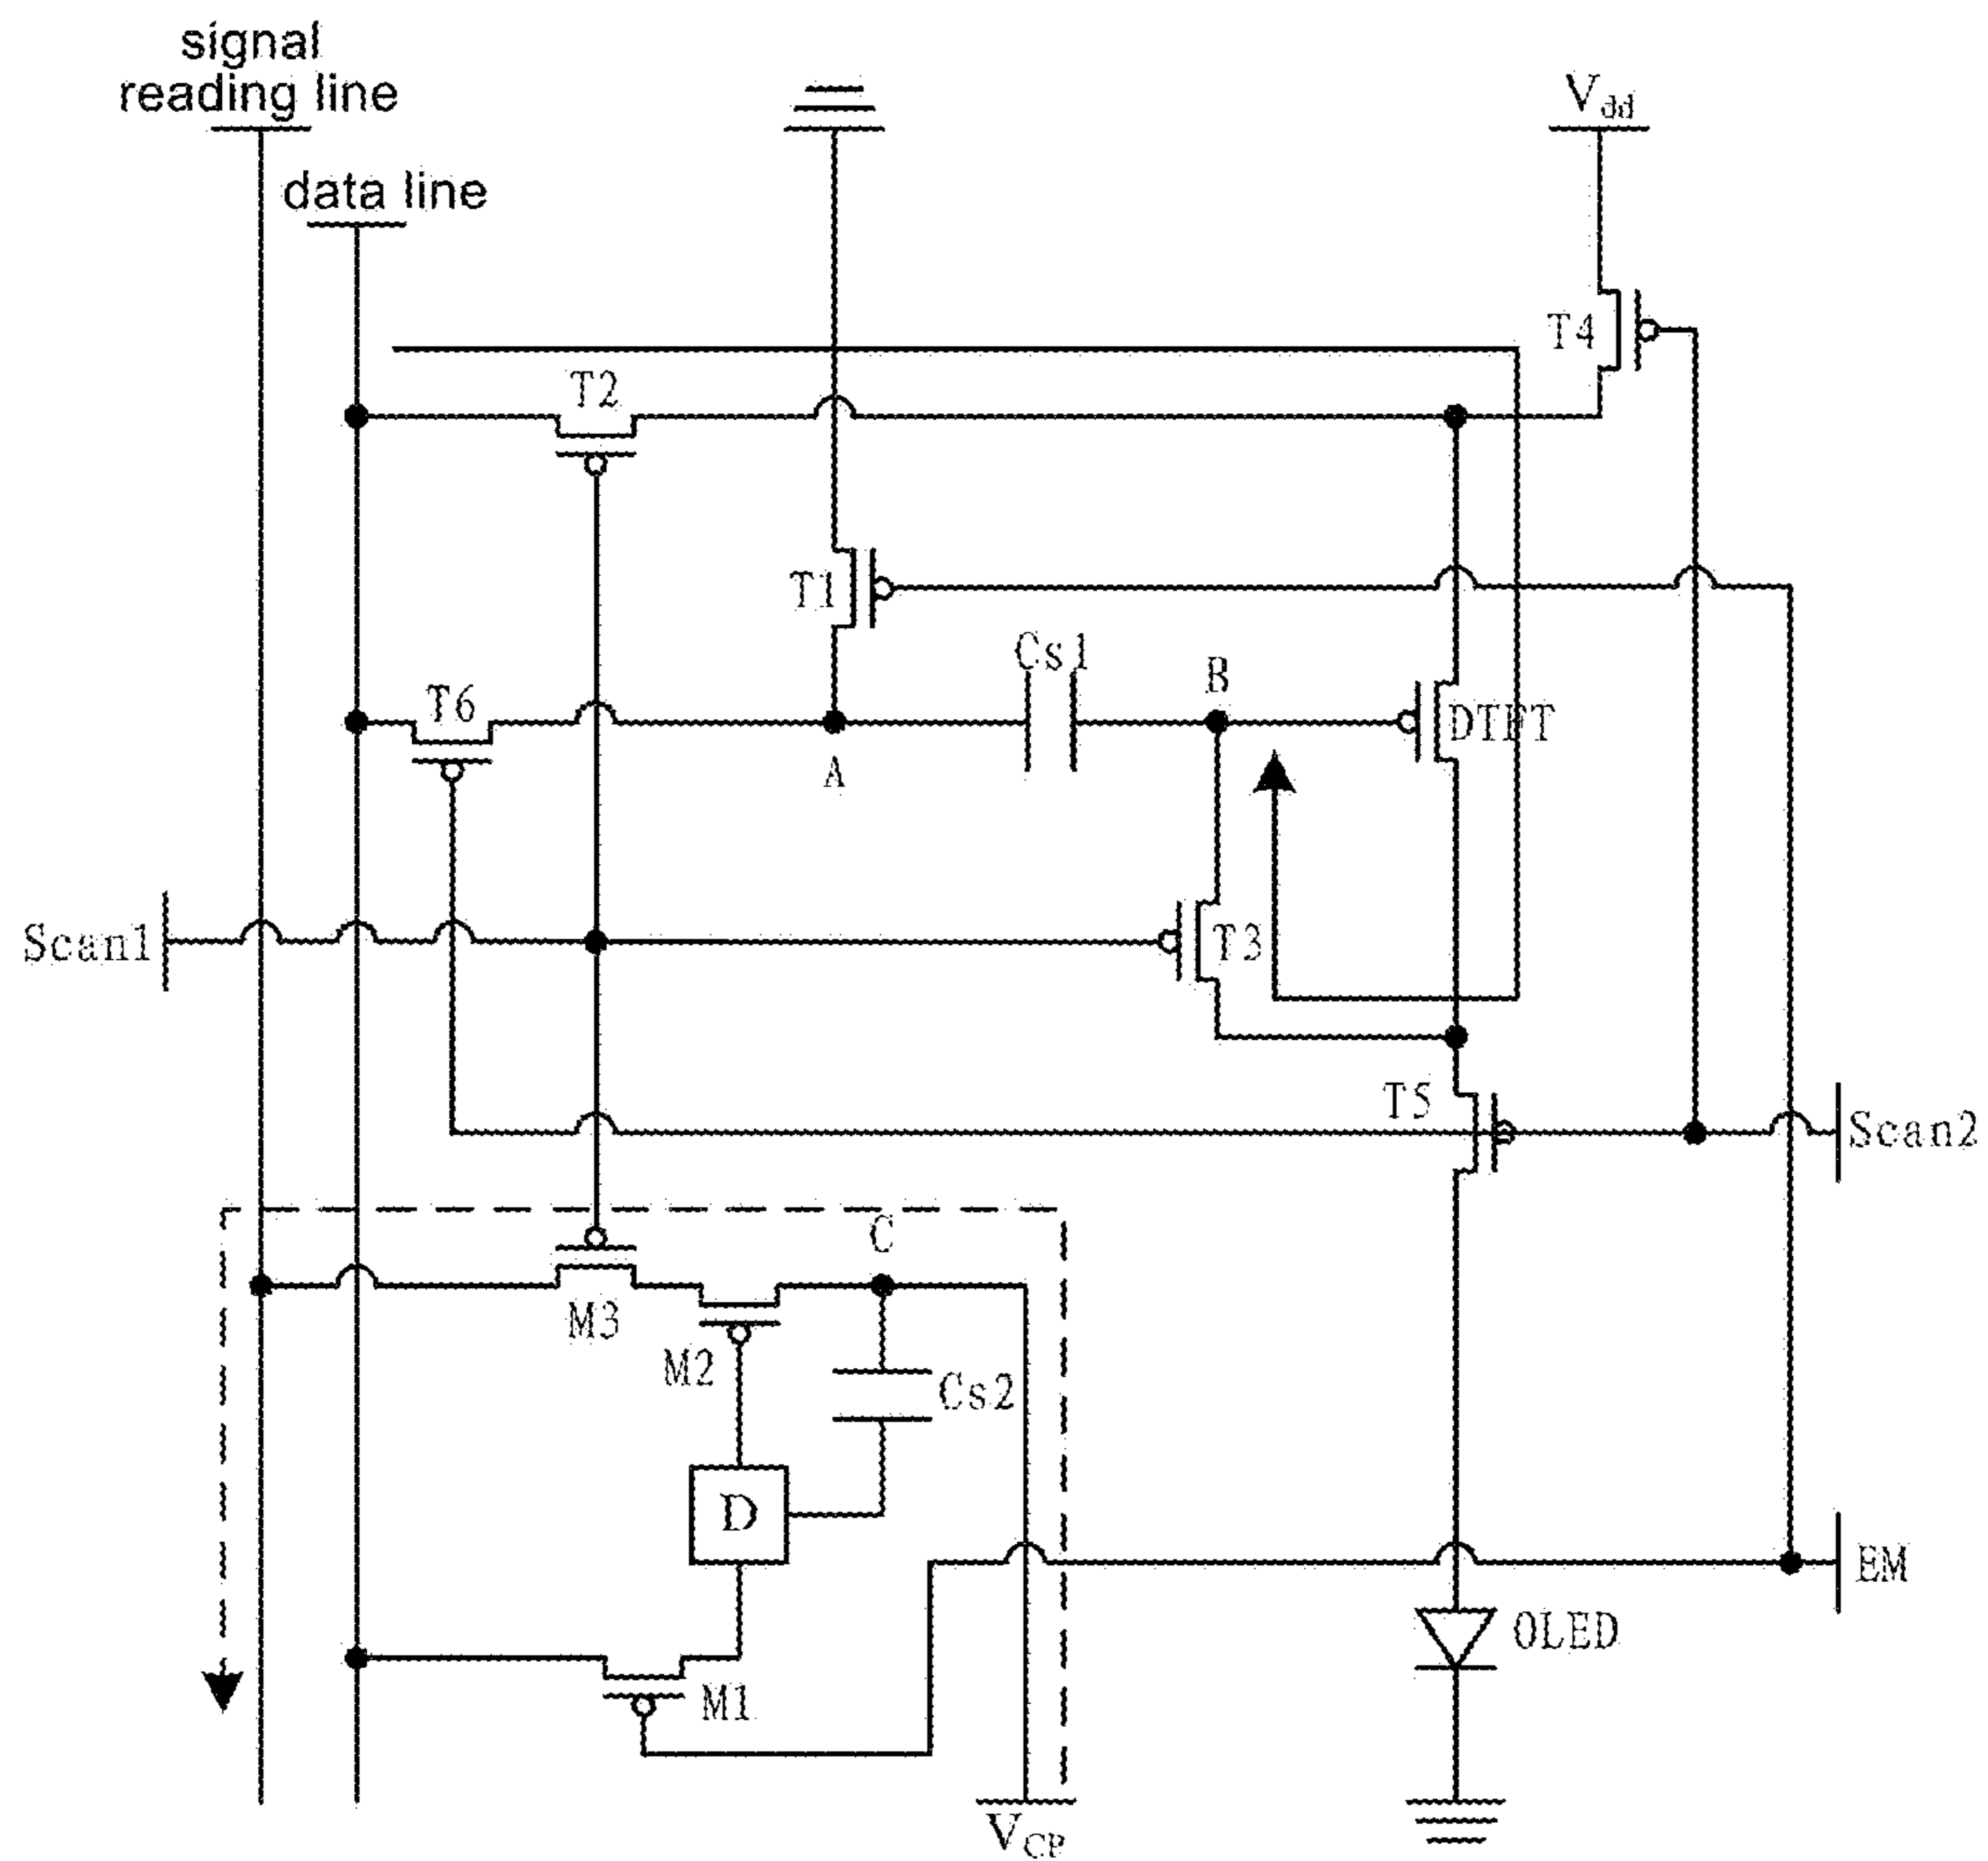 signal
reading line
data line
Vdd
T4
T2
T1
Cs1
B
T6
DTFT
A
Scan1
T3
T5
Scan2
C
M3
M2
Cs2
D
EM
OLED
M1
VCP